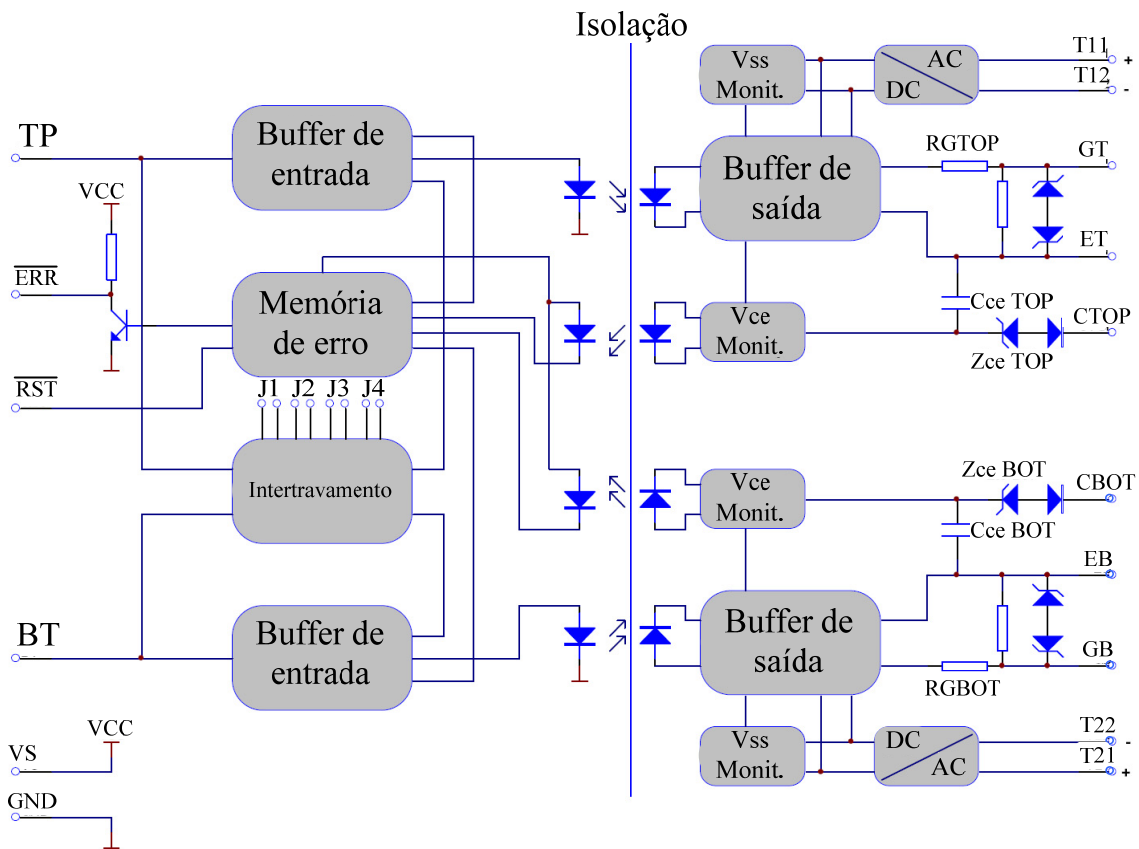 Isolação
TP
VCC
ERR
RST
BT
VS
VCC
GND
Buffer de
entrada
Memória
de erro
J1 J2 J3 J4
Intertravamento
Buffer de
entrada
Vss
Monit.
AC
DC
T11
+
T12
-
Buffer de
saída
RGTOP
GT
ET
Cce TOP
Vce
Monit.
CTOP
Zce TOP
Vce
Monit.
Zce BOT
CBOT
Cce BOT
EB
Buffer de
saída
GB
RGBOT
Vss
Monit.
DC
AC
T22
-
T21
+